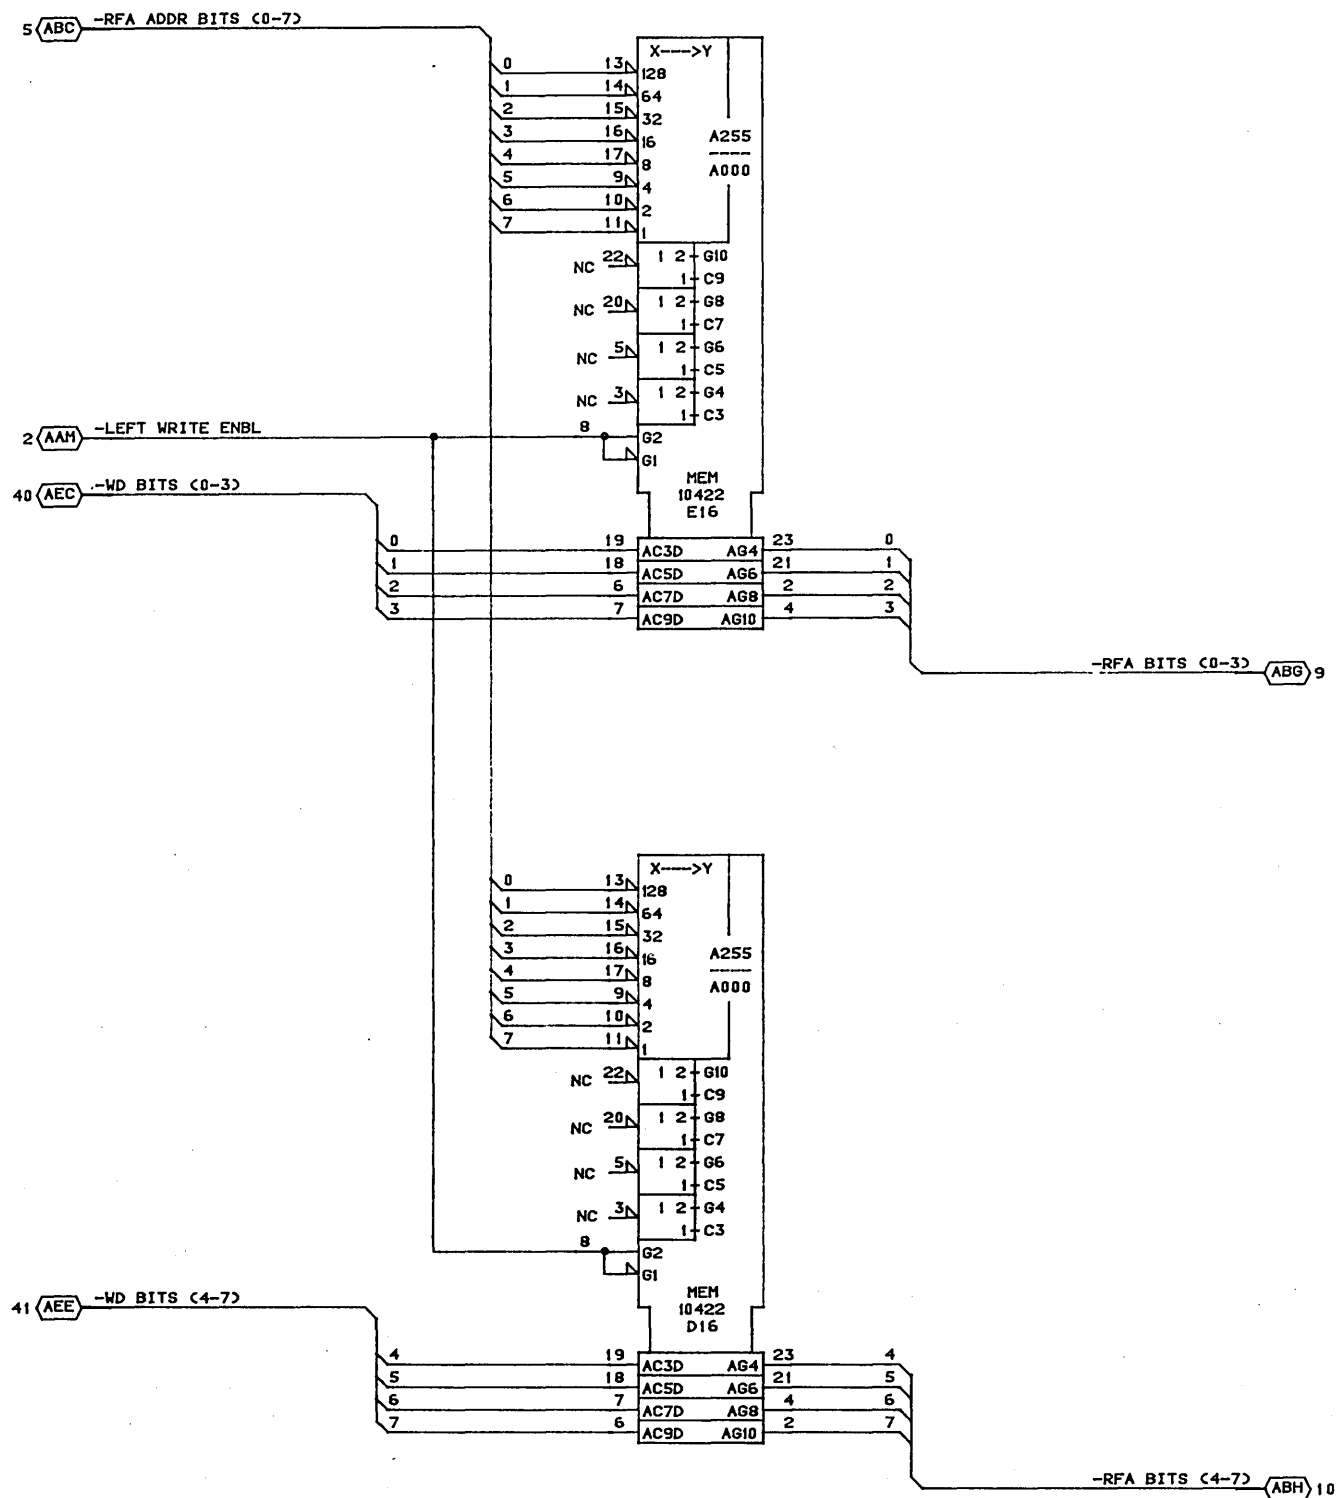 5 ABC -RFA ADDR BITS (0-7)
X---->Y
0 13 128
1 14 64
2 15 32
3 16 16
4 17 8
5 9 4
6 10 2
7 11 1
A255
----
A000
NC 22 1 2 G10
1 C9
NC 20 1 2 G8
1 C7
NC 5 1 2 G6
1 C5
NC 3 1 2 G4
1 C3
2 AAM -LEFT WRITE ENBL 8 G2
G1
MEM
10422
E16
40 AEC -WD BITS (0-3)
0 19 AC3D AG4 23 0
1 18 AC5D AG6 21 1
2 6 AC7D AG8 2 2
3 7 AC9D AG10 4 3
-RFA BITS (0-3) ABG 9
X---->Y
0 13 128
1 14 64
2 15 32
3 16 16
4 17 8
5 9 4
6 10 2
7 11 1
A255
----
A000
NC 22 1 2 G10
1 C9
NC 20 1 2 G8
1 C7
NC 5 1 2 G6
1 C5
NC 3 1 2 G4
1 C3
8 G2
G1
MEM
10422
D16
41 AEE -WD BITS (4-7)
4 19 AC3D AG4 23 4
5 18 AC5D AG6 21 5
6 7 AC7D AG8 4 6
7 6 AC9D AG10 2 7
-RFA BITS (4-7) ABH 10